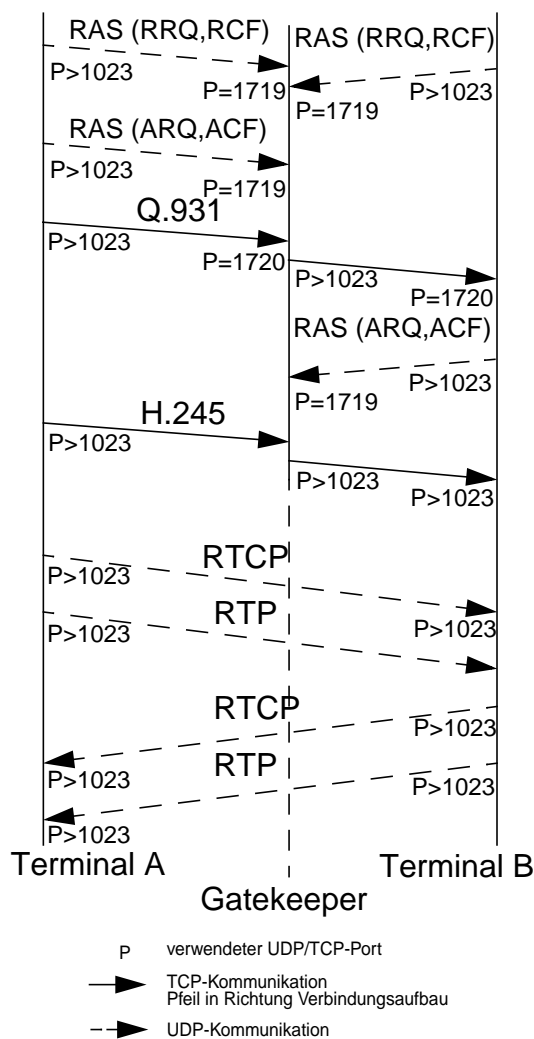 RAS (RRQ,RCF)
RAS (RRQ,RCF)
P>1023
P=1719
P>1023
P=1719
RAS (ARQ,ACF)
P>1023
P=1719
Q.931
P>1023
P=1720
P>1023
P=1720
RAS (ARQ,ACF)
P>1023
P=1719
H.245
P>1023
P>1023
P>1023
RTCP
P>1023
P>1023
RTP
P>1023
RTCP
P>1023
P>1023
RTP
P>1023
P>1023
Terminal A
Terminal B
Gatekeeper
P verwendeter UDP/TCP-Port
TCP-Kommunikation
Pfeil in Richtung Verbindungsaufbau
UDP-Kommunikation